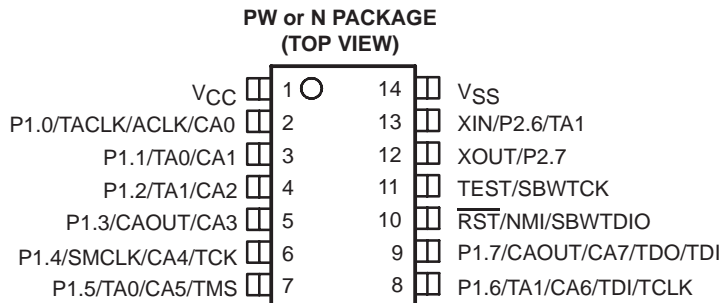 PW or N PACKAGE
(TOP VIEW)
VCC 1 14 VSS
P1.0/TACLK/ACLK/CA0 2 13 XIN/P2.6/TA1
P1.1/TA0/CA1 3 12 XOUT/P2.7
P1.2/TA1/CA2 4 11 TEST/SBWTCK
P1.3/CAOUT/CA3 5 10 RST/NMI/SBWTDIO
P1.4/SMCLK/CA4/TCK 6 9 P1.7/CAOUT/CA7/TDO/TDI
P1.5/TA0/CA5/TMS 7 8 P1.6/TA1/CA6/TDI/TCLK